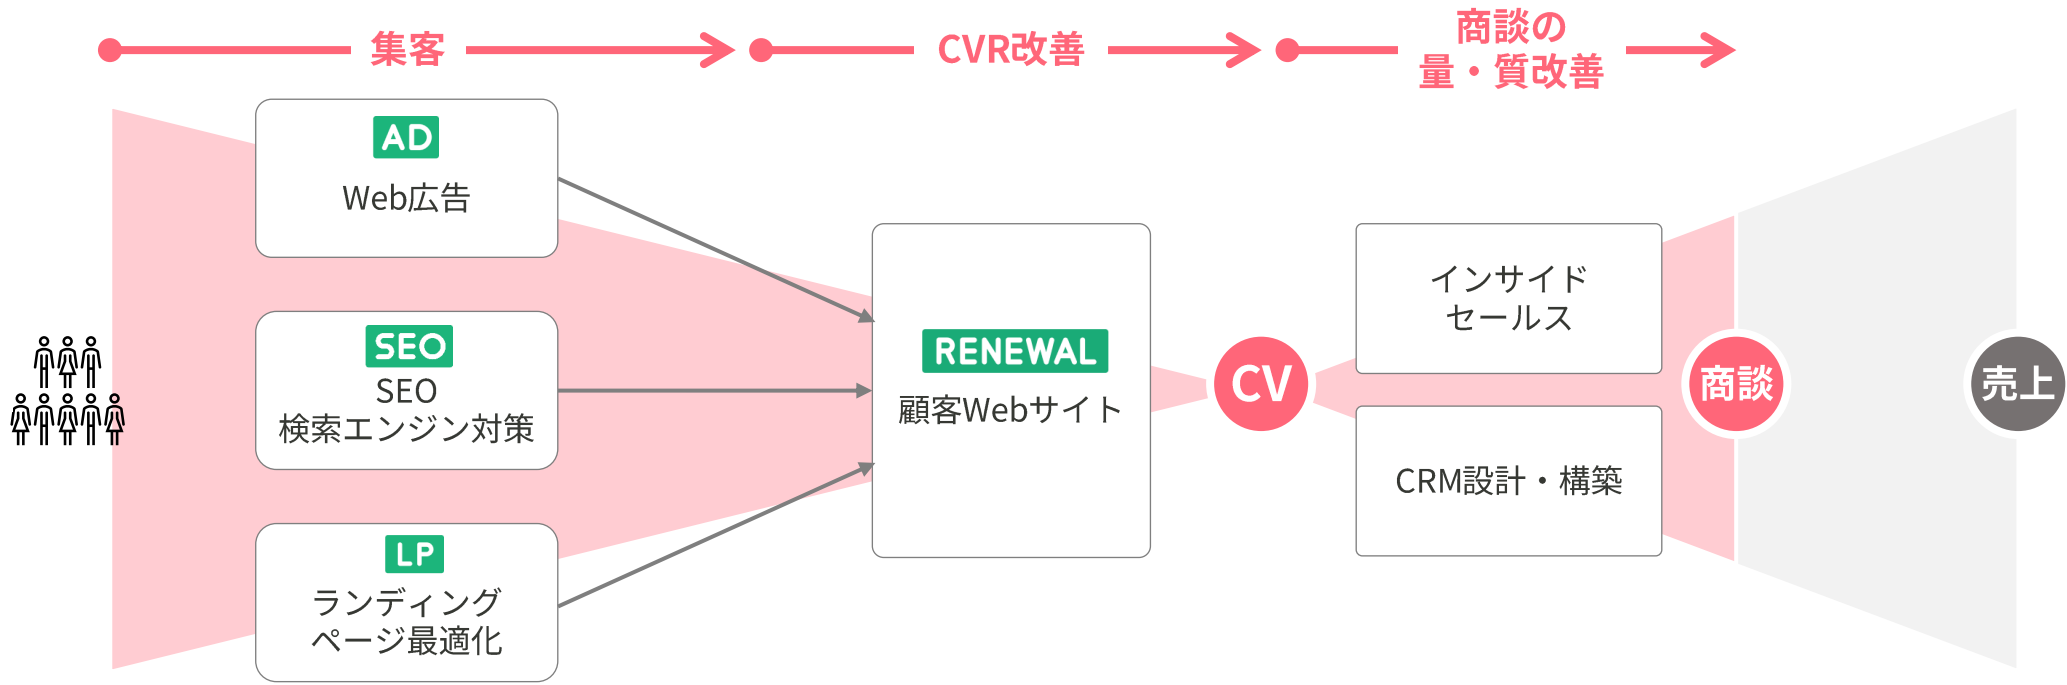 集客
CVR改善
商談の
量・質改善
AD
Web広告
SEO
SEO
検索エンジン対策
LP
ランディング
ページ最適化
RENEWAL
顧客Webサイト
CV
インサイド
セールス
CRM設計・構築
商談
売上